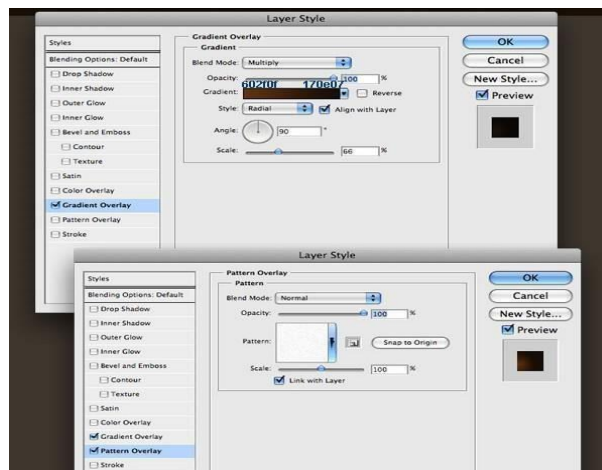 Layer Style
Styles
Blending Options: Default
Drop Shadow
Inner Shadow
Outer Glow
Inner Glow
Bevel and Emboss
Contour
Texture
Satin
Color Overlay
Gradient Overlay
Pattern Overlay
Stroke
Gradient Overlay
Gradient
Blend Mode: Multiply
Opacity: 100 %
602f0f 170e07
Gradient: Reverse
Style: Radial Align with Layer
Angle: 90 °
Scale: 66 %
OK
Cancel
New Style...
Preview
Layer Style
Styles
Blending Options: Default
Drop Shadow
Inner Shadow
Outer Glow
Inner Glow
Bevel and Emboss
Contour
Texture
Satin
Color Overlay
Gradient Overlay
Pattern Overlay
Stroke
Pattern Overlay
Pattern
Blend Mode: Normal
Opacity: 100 %
Pattern: Snap to Origin
Scale: 100 %
Link with Layer
OK
Cancel
New Style...
Preview